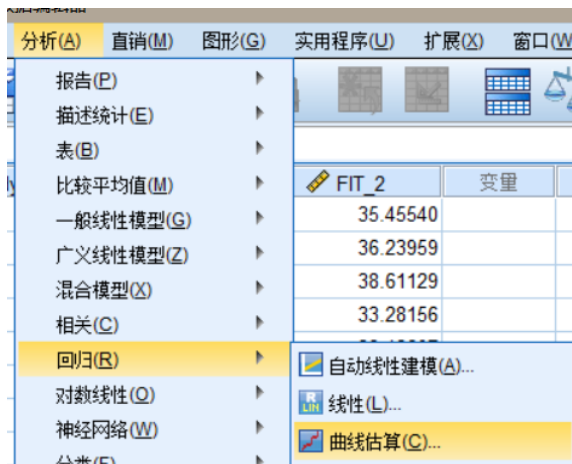 分析(A) 直销(M) 图形(G) 实用程序(U) 扩展(X) 窗口(W
报告(P)
描述统计(E)
表(B)
比较平均值(M)
FIT_2 变量
一般线性模型(G)
35.45540
广义线性模型(Z)
36.23959
混合模型(X)
38.61129
相关(C)
33.28156
回归(R)
自动线性建模(A)...
对数线性(O)
线性(L)...
神经网络(W)
曲线估算(C)...